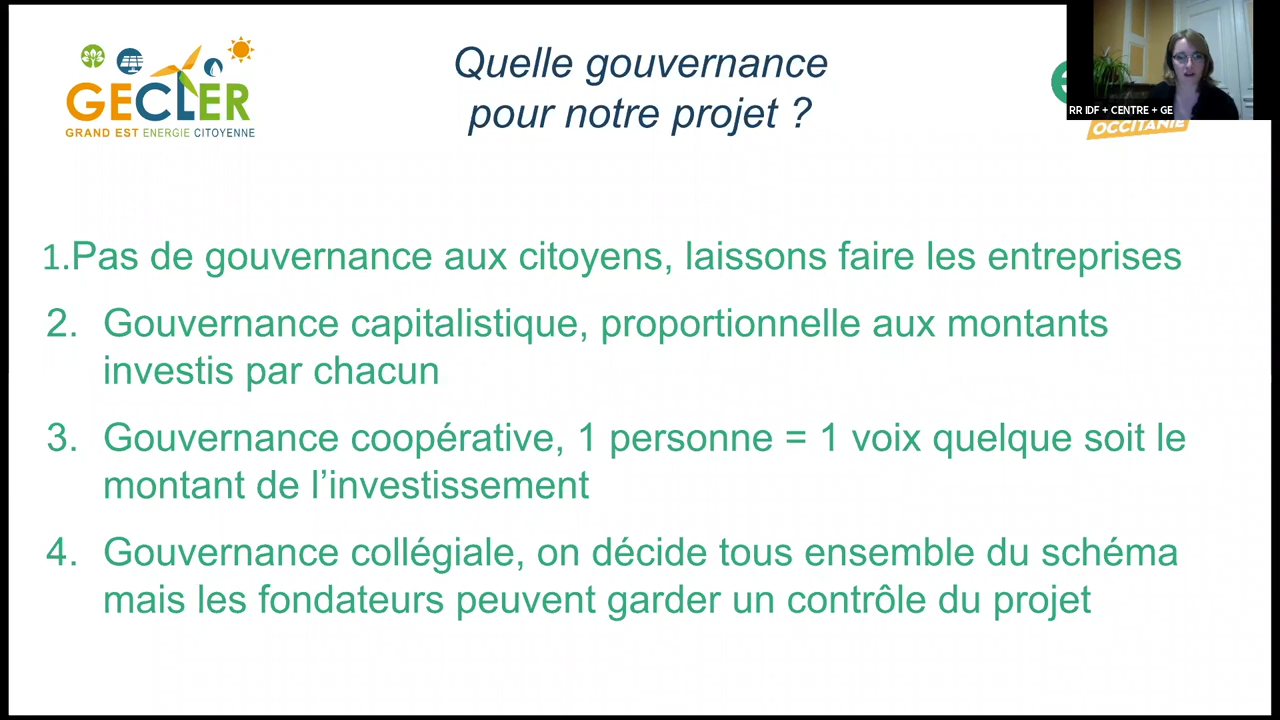 Quelle gouvernance
pour notre projet ?
GECLER
GRAND EST ENERGIE CITOYENNE
RR IDF + CENTRE + GE
OCCITANIE
1.Pas de gouvernance aux citoyens, laissons faire les entreprises
2. Gouvernance capitalistique, proportionnelle aux montants
investis par chacun
3. Gouvernance coopérative, 1 personne = 1 voix quelque soit le
montant de l’investissement
4. Gouvernance collégiale, on décide tous ensemble du schéma
mais les fondateurs peuvent garder un contrôle du projet